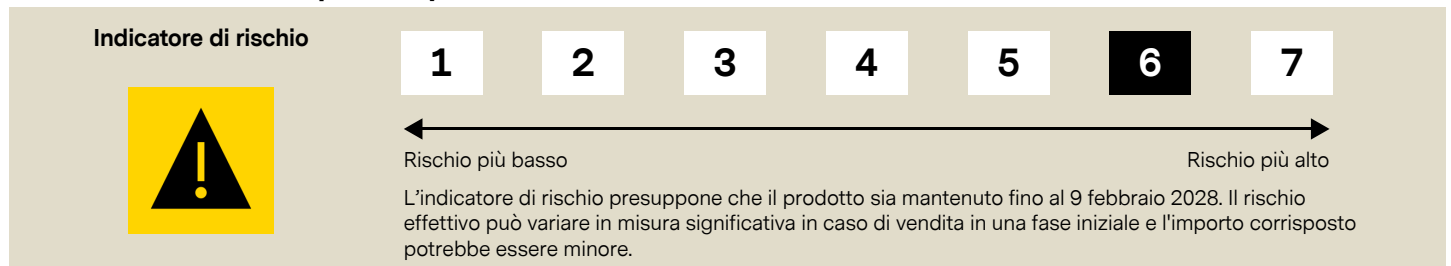 Indicatore di rischio
1 2 3 4 5 6 7
Rischio più basso Rischio più alto
L'indicatore di rischio presuppone che il prodotto sia mantenuto fino al 9 febbraio 2028. Il rischio
effettivo può variare in misura significativa in caso di vendita in una fase iniziale e l'importo corrisposto
potrebbe essere minore.